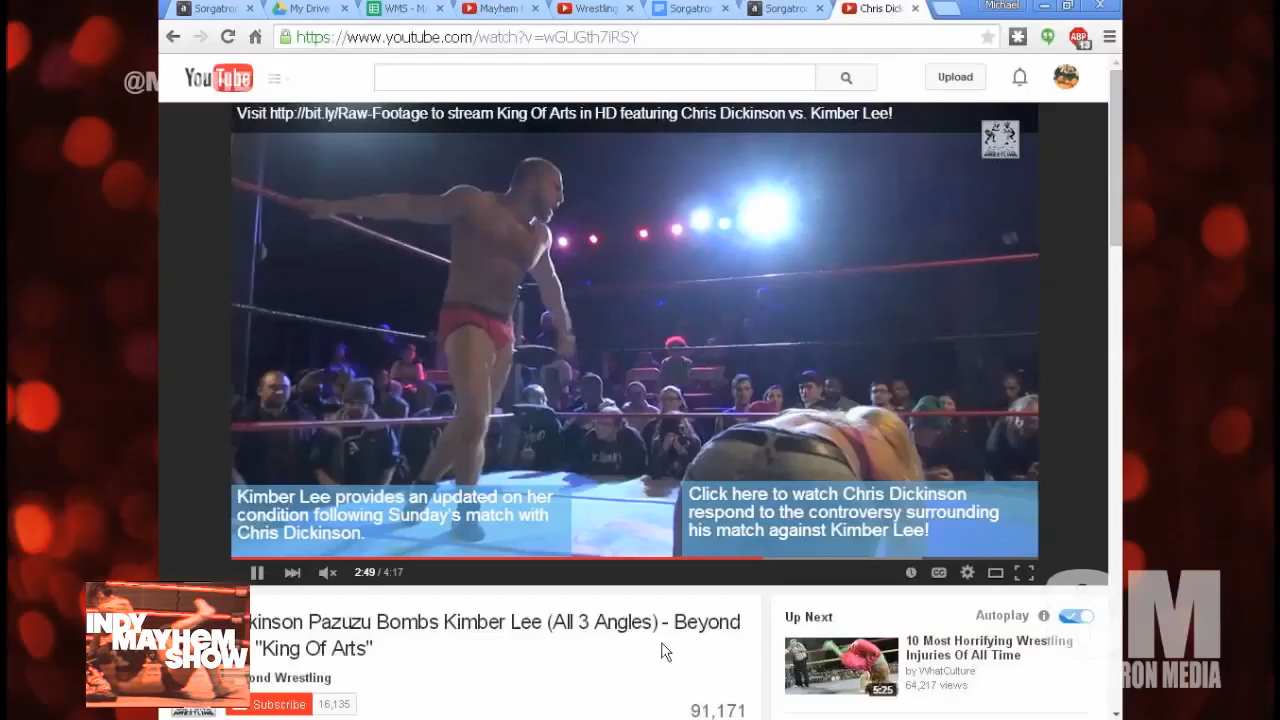 Sorgatron
My Drive
WMS - M
Mayhem
Wrestling
Sorgatron
Sorgatron
Chris Dick
Michael
https://www.youtube.com/watch?v=wGUGth7iRSY
ABP
13
@M
YouTube
Upload
Visit http://bit.ly/Raw-Footage to stream King Of Arts in HD featuring Chris Dickinson vs. Kimber Lee!
Kimber Lee provides an updated on her
condition following Sunday's match with
Chris Dickinson.
Click here to watch Chris Dickinson
respond to the controversy surrounding
his match against Kimber Lee!
2:49 / 4:17
kinson Pazuzu Bombs Kimber Lee (All 3 Angles) - Beyond
"King Of Arts"
ond Wrestling
Subscribe
16,135
91,171
INDY
MAYHEM
SHOW
Up Next
Autoplay
10 Most Horrifying Wrestling
Injuries Of All Time
by WhatCulture
64,217 views
5:25
SM
RON MEDIA